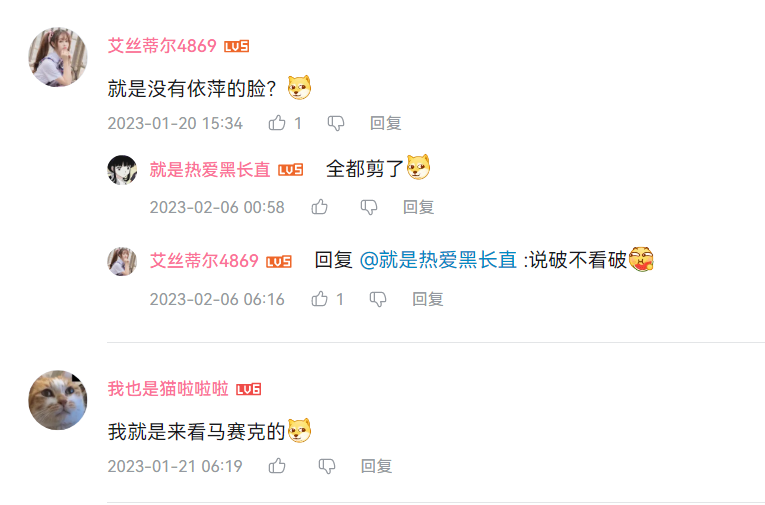 艾丝蒂尔4869 LV5
就是没有依萍的脸？
2023-01-20 15:34 1 回复
就是热爱黑长直 LV5 全都剪了
2023-02-06 00:58 回复
艾丝蒂尔4869 LV5 回复 @就是热爱黑长直 :说破不看破
2023-02-06 06:16 1 回复
我也是猫啦啦啦 LV6
我就是来看马赛克的
2023-01-21 06:19 回复